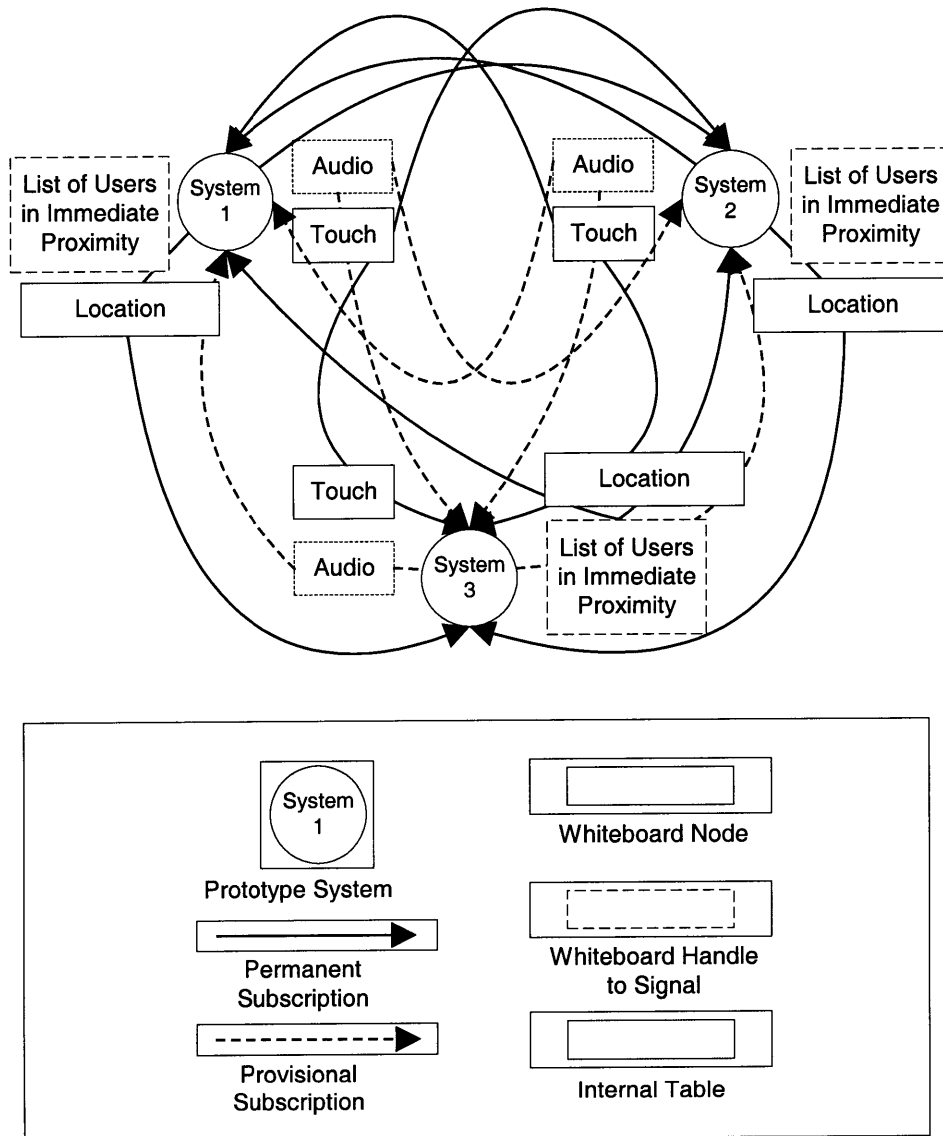 List of Users
in Immediate
Proximity
System
1
Audio
Touch
Audio
Touch
System
2
List of Users
in Immediate
Proximity
Location
Location
Touch
Location
Audio
System
3
List of Users
in Immediate
Proximity
System
1
Prototype System
Permanent
Subscription
Provisional
Subscription
Whiteboard Node
Whiteboard Handle
to Signal
Internal Table